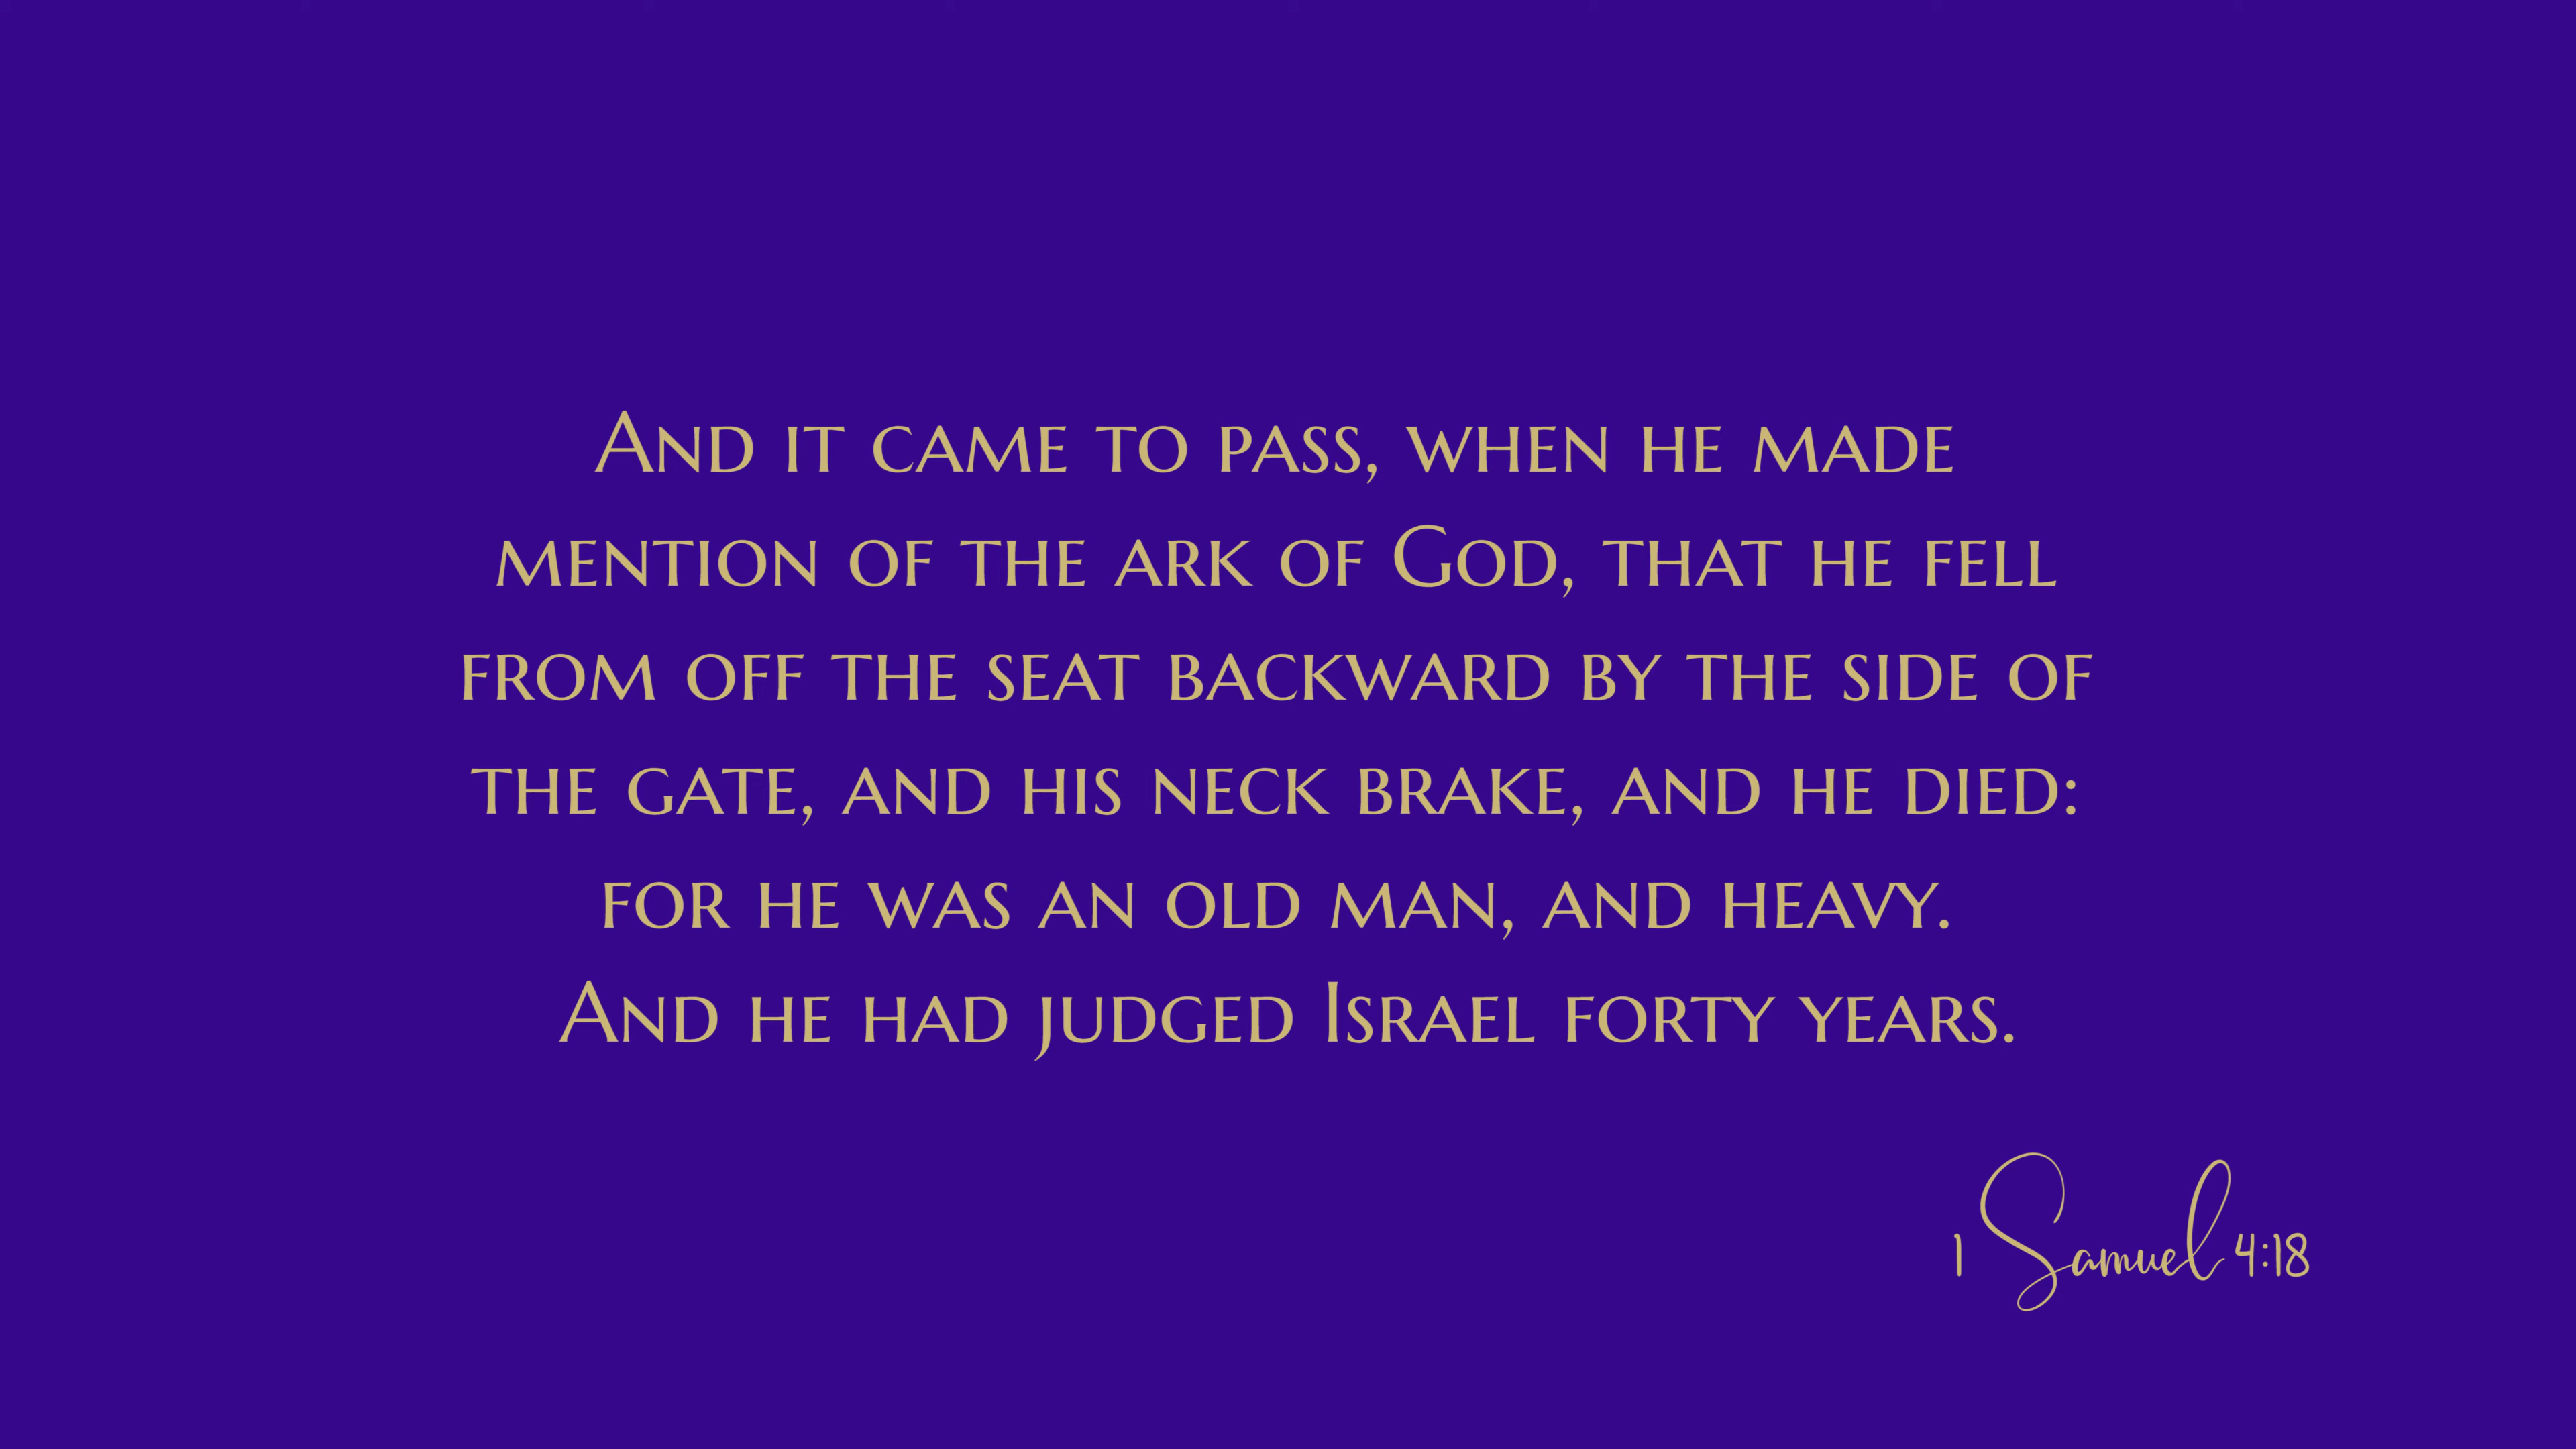 And it came to pass, when he made
mention of the ark of God, that he fell
from off the seat backward by the side of
the gate, and his neck brake, and he died:
for he was an old man, and heavy.
And he had judged Israel forty years.
1 Samuel 4:18